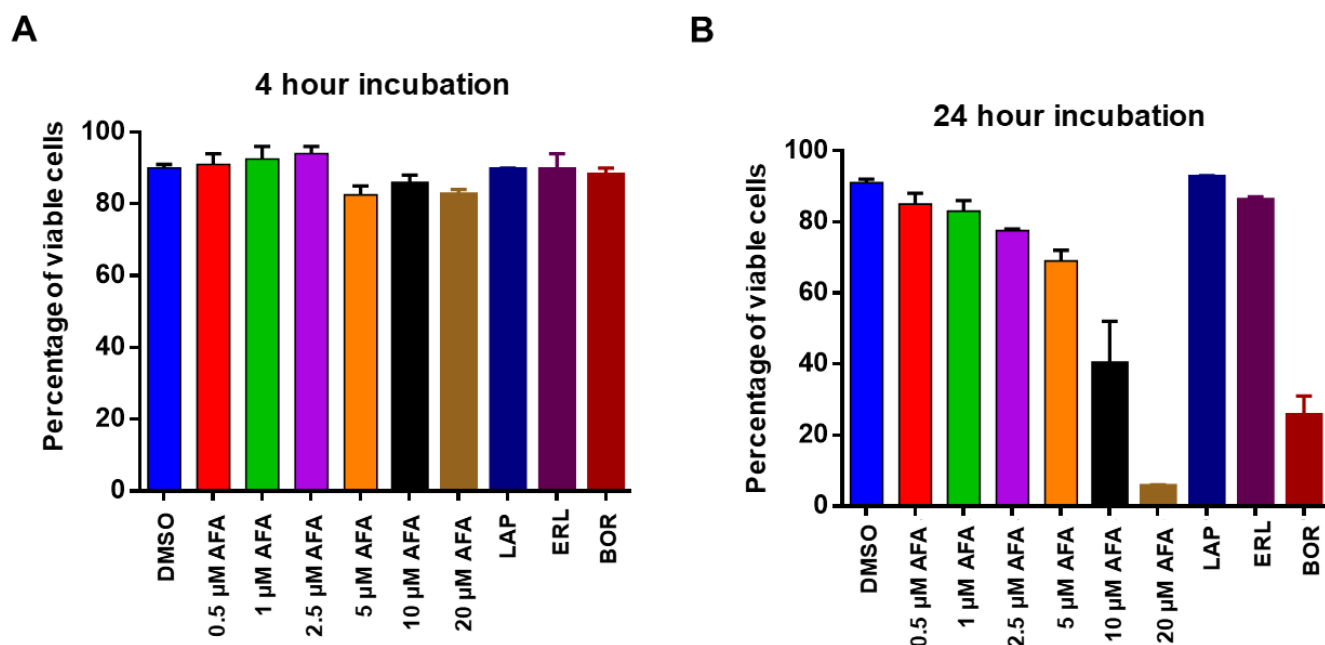 A
4 hour incubation
Percentage of viable cells
100
80
60
40
20
0
DMSO
0.5 µM AFA
1 µM AFA
2.5 µM AFA
5 µM AFA
10 µM AFA
20 µM AFA
LAP
ERL
BOR
B
24 hour incubation
Percentage of viable cells
100
80
60
40
20
0
DMSO
0.5 µM AFA
1 µM AFA
2.5 µM AFA
5 µM AFA
10 µM AFA
20 µM AFA
LAP
ERL
BOR